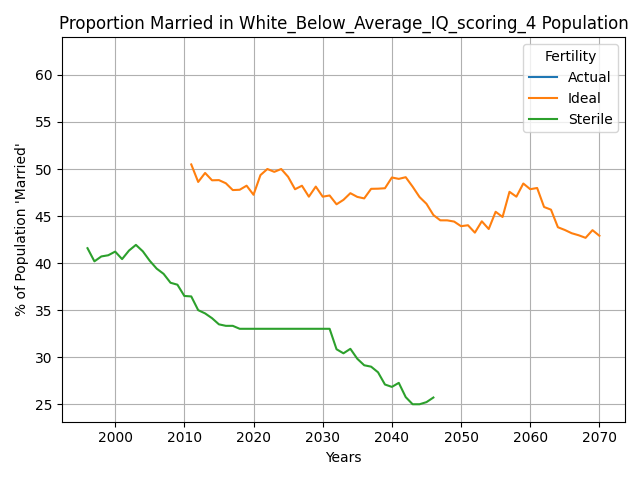 Proportion Married in White_Below_Average_IQ_scoring_4 Population
Fertility
Actual
Ideal
Sterile
% of Population 'Married'
60
55
50
45
40
35
30
25
2000 2010 2020 2030 2040 2050 2060 2070
Years